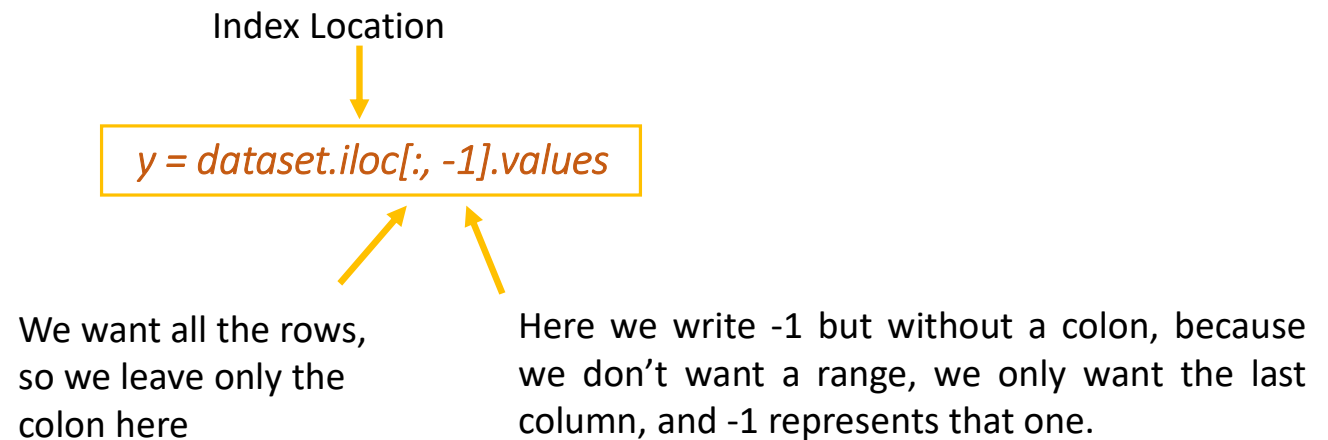 Index Location
y = dataset.iloc[:, -1].values
We want all the rows,
so we leave only the
colon here
Here we write -1 but without a colon, because
we don’t want a range, we only want the last
column, and -1 represents that one.